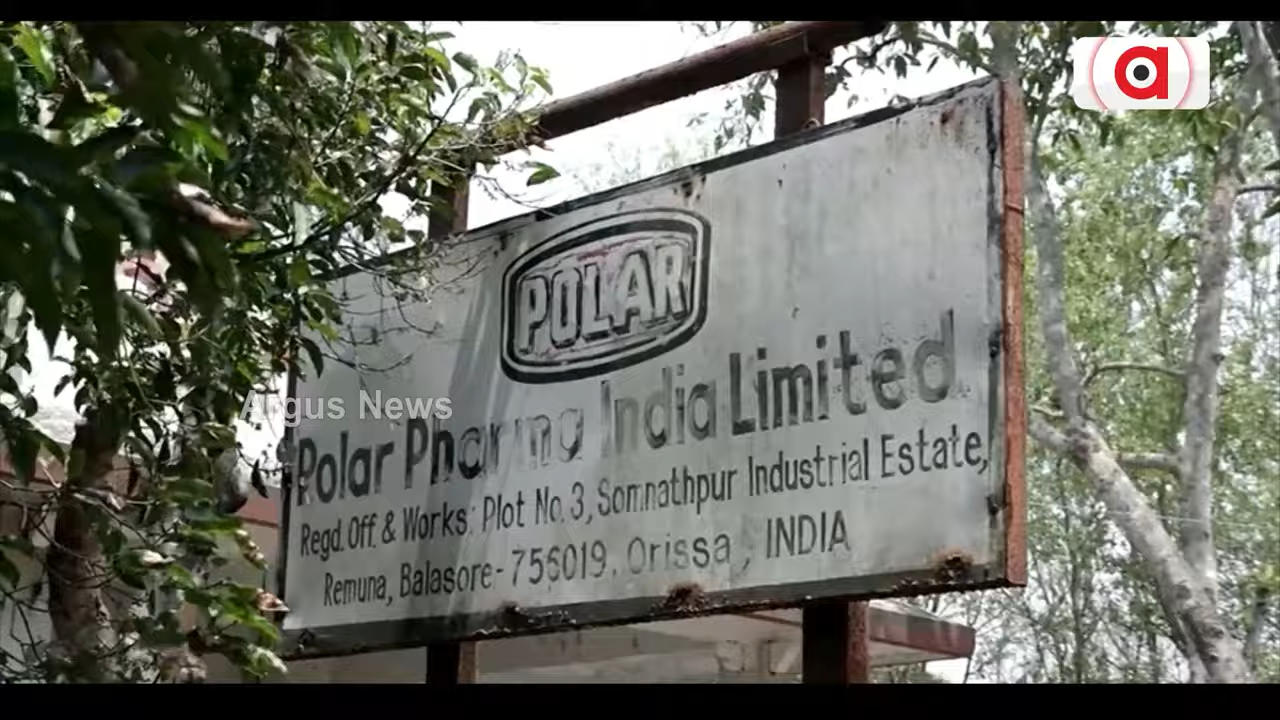 a
POLAR
Argus News
Polar Pharma India Limited
Regd. Off. & Works: Plot No. 3, Somnathpur Industrial Estate,
Remuna, Balasore-756019. Orissa, INDIA